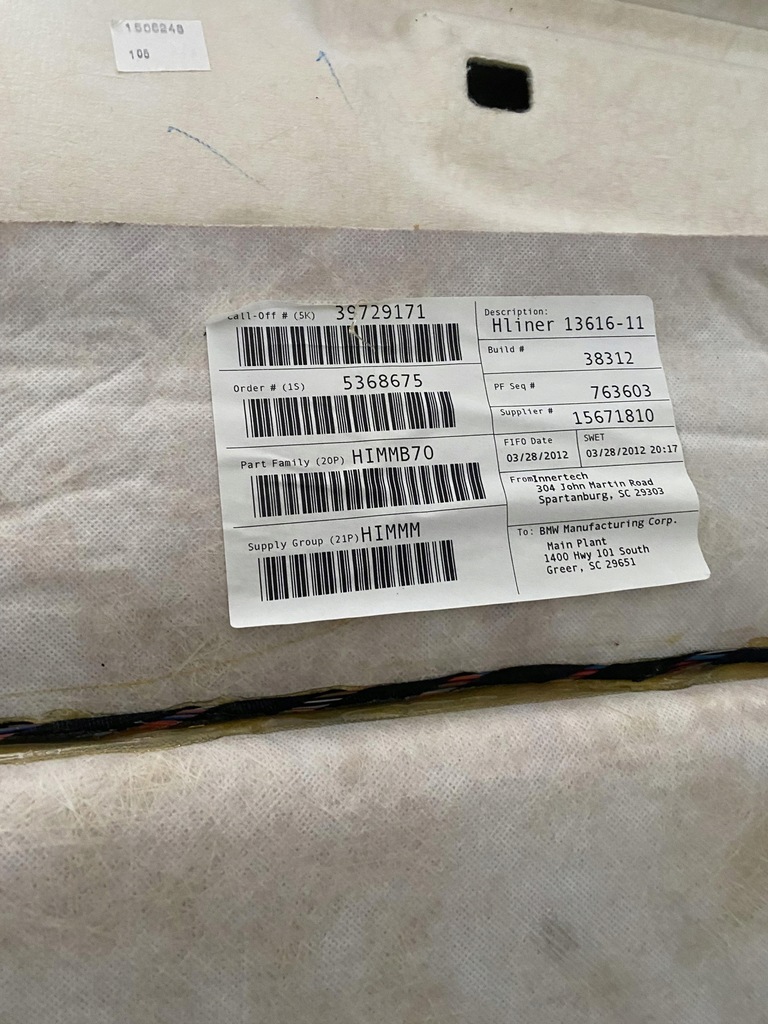 1506248
105
Call-Off # (5K) 39729171
Order # (1S) 5368675
Part Family (20P) HIMMB70
Supply Group (21P) HIMMM
Description:
Hliner 13616-11
Build #
38312
PF Seq #
763603
Supplier # 15671810
FIFO Date
03/28/2012
SWET
03/28/2012 20:17
From Innertech
304 John Martin Road
Spartanburg, SC 29303
To: BMW Manufacturing Corp.
Main Plant
1400 Hwy 101 South
Greer, SC 29651